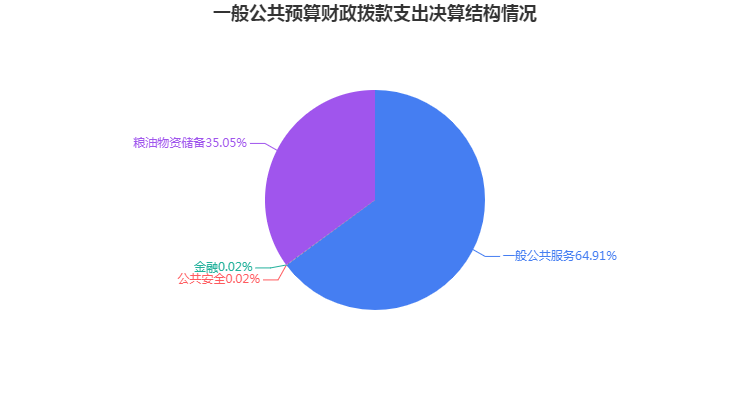 一般公共预算财政拨款支出决算结构情况
粮油物资储备35.05%
一般公共服务64.91%
金融0.02%
公共安全0.02%